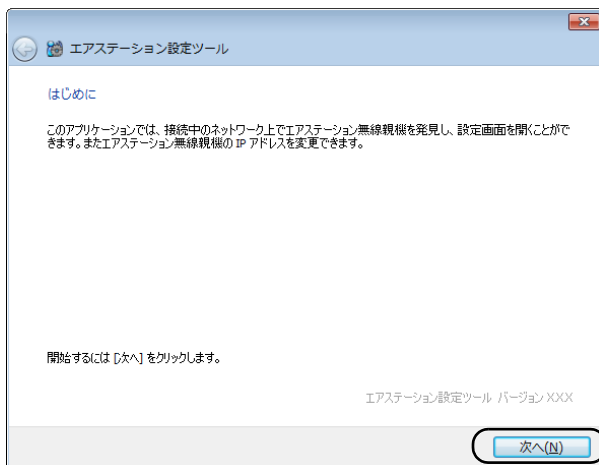 エアステーション設定ツール
はじめに
このアプリケーションでは、接続中のネットワーク上でエアステーション無線親機を発見し、設定画面を開くことがで
きます。またエアステーション無線親機の IP アドレスを変更できます。
開始するには [次へ] をクリックします。
エアステーション設定ツール バージョン XXX
次へ(N)